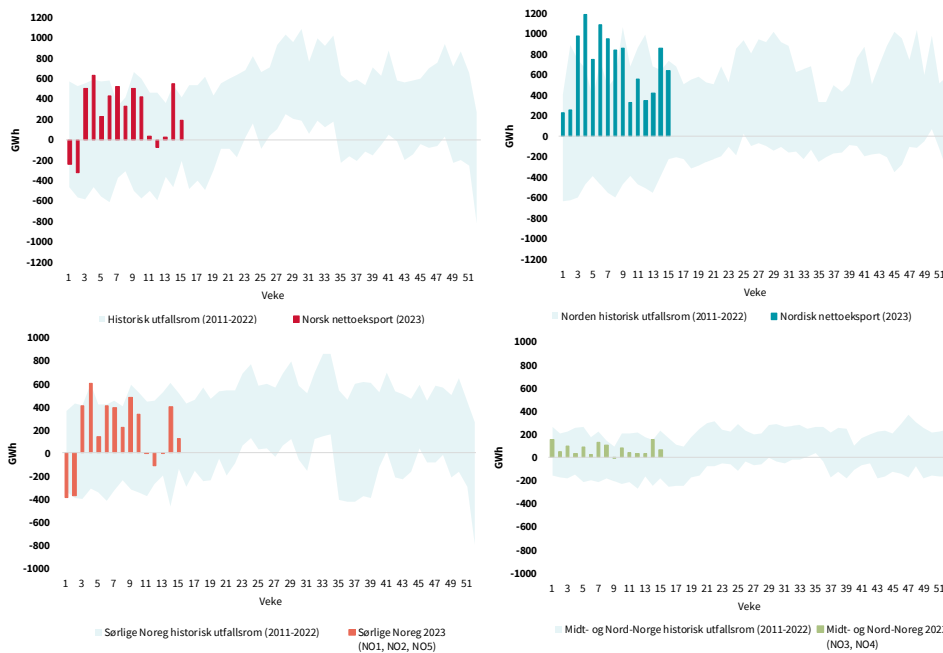 1200
1000
800
600
400
200
0
-200
-400
-600
-800
-1000
-1200
GWh
1 3 5 7 9 11 13 15 17 19 21 23 25 27 29 31 33 35 37 39 41 43 45 47 49 51
Veke
Historisk utfallsrom (2011-2022) Norsk nettoeksport (2023)
1200
1000
800
600
400
200
0
-200
-400
-600
-800
-1000
-1200
GWh
1 3 5 7 9 11 13 15 17 19 21 23 25 27 29 31 33 35 37 39 41 43 45 47 49 51
Veke
Norden historisk utfallsrom (2011-2022) Nordisk nettoeksport (2023)
1000
800
600
400
200
0
-200
-400
-600
-800
-1000
GWh
1 3 5 7 9 11 13 15 17 19 21 23 25 27 29 31 33 35 37 39 41 43 45 47 49 51
Veke
Sørlige Noreg historisk utfallsrom (2011-2022) Sørlige Noreg 2023
(NO1, NO2, NO5)
1000
800
600
400
200
0
-200
-400
-600
-800
-1000
GWh
1 3 5 7 9 11 13 15 17 19 21 23 25 27 29 31 33 35 37 39 41 43 45 47 49 51
Veke
Midt- og Nord-Norge historisk utfallsrom (2011-2022) Midt- og Nord-Noreg 2023
(NO3, NO4)